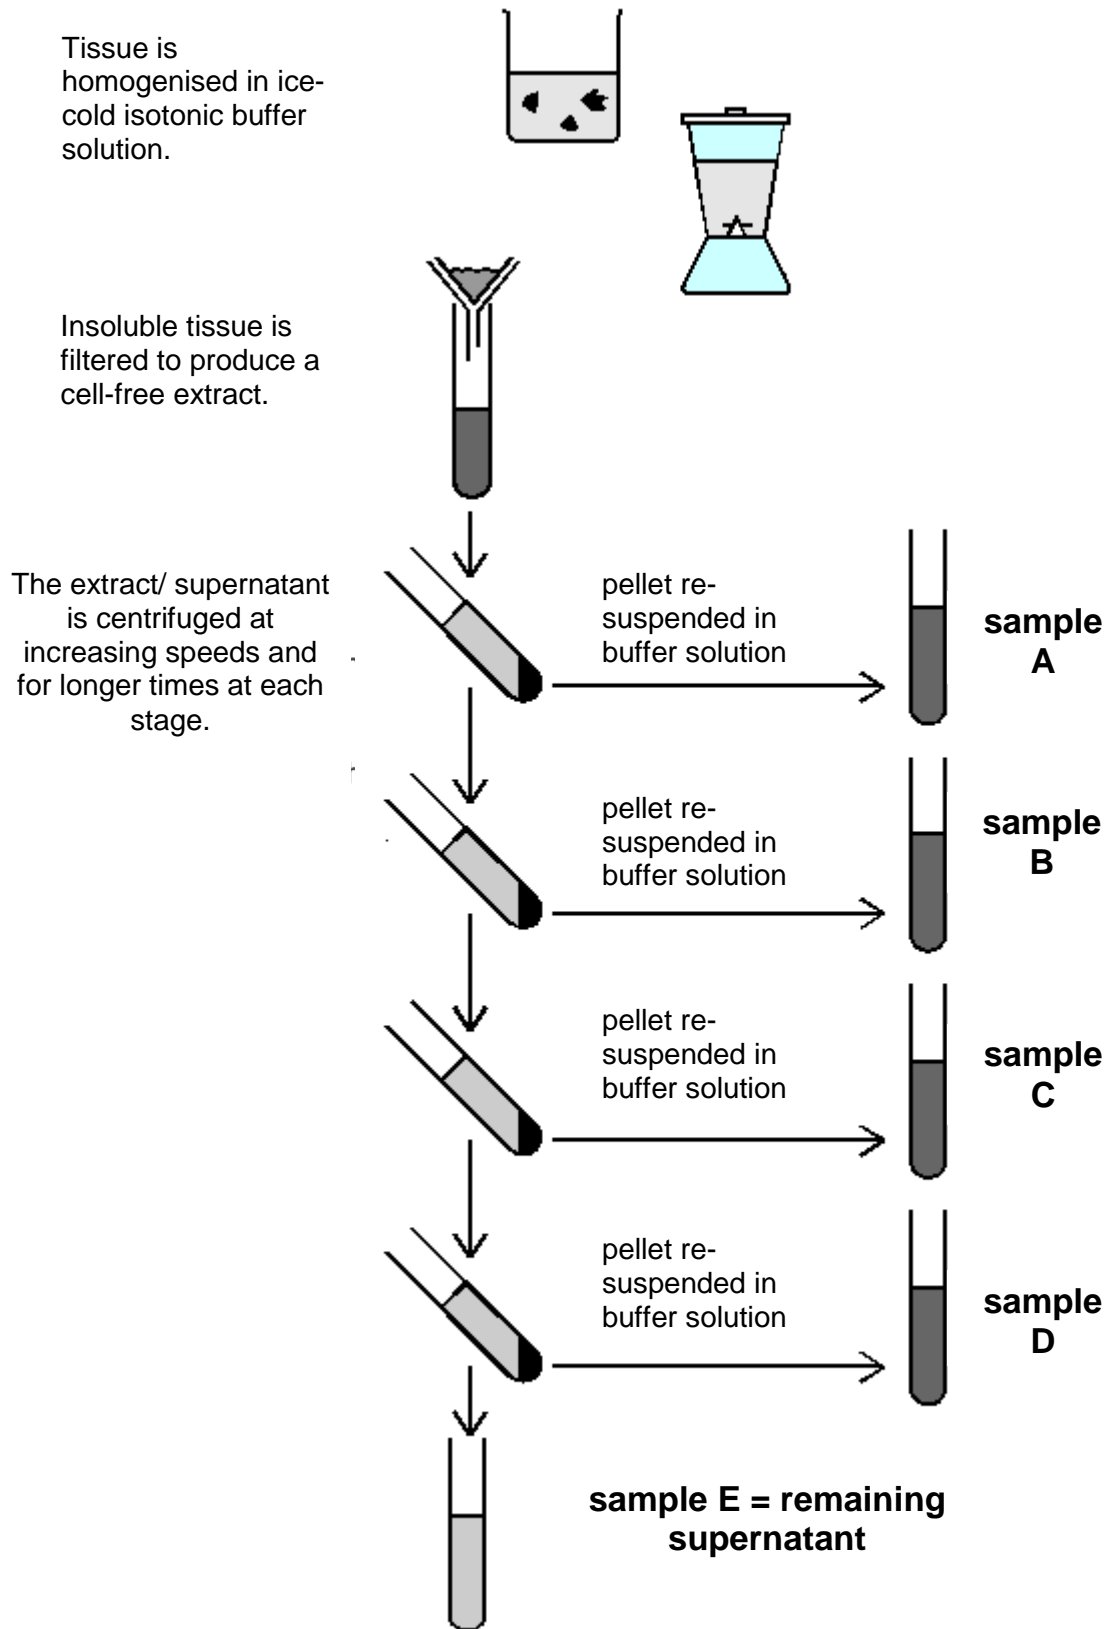 Tissue is
homogenised in ice-
cold isotonic buffer
solution.
Insoluble tissue is
filtered to produce a
cell-free extract.
The extract/ supernatant
is centrifuged at
increasing speeds and
for longer times at each
stage.
pellet re-
suspended in
buffer solution
sample
A
pellet re-
suspended in
buffer solution
sample
B
pellet re-
suspended in
buffer solution
sample
C
pellet re-
suspended in
buffer solution
sample
D
sample E = remaining
supernatant